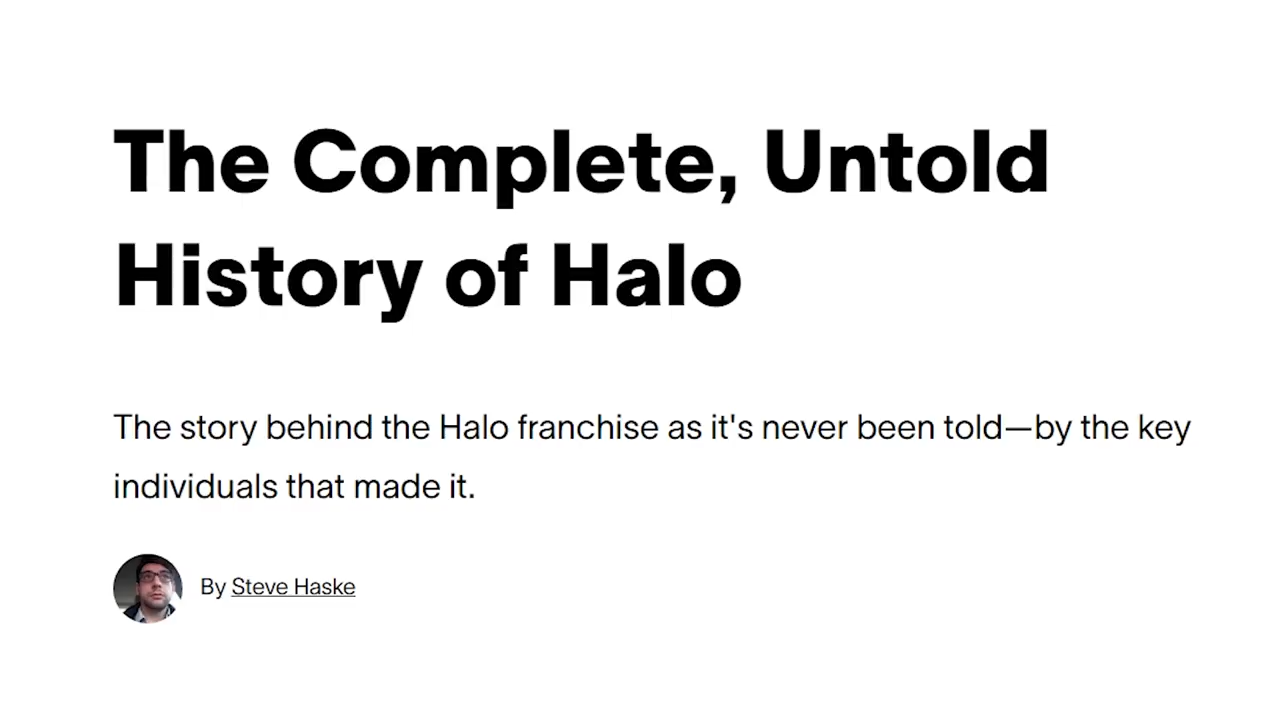 The Complete, Untold
History of Halo
The story behind the Halo franchise as it's never been told—by the key
individuals that made it.
By Steve Haske